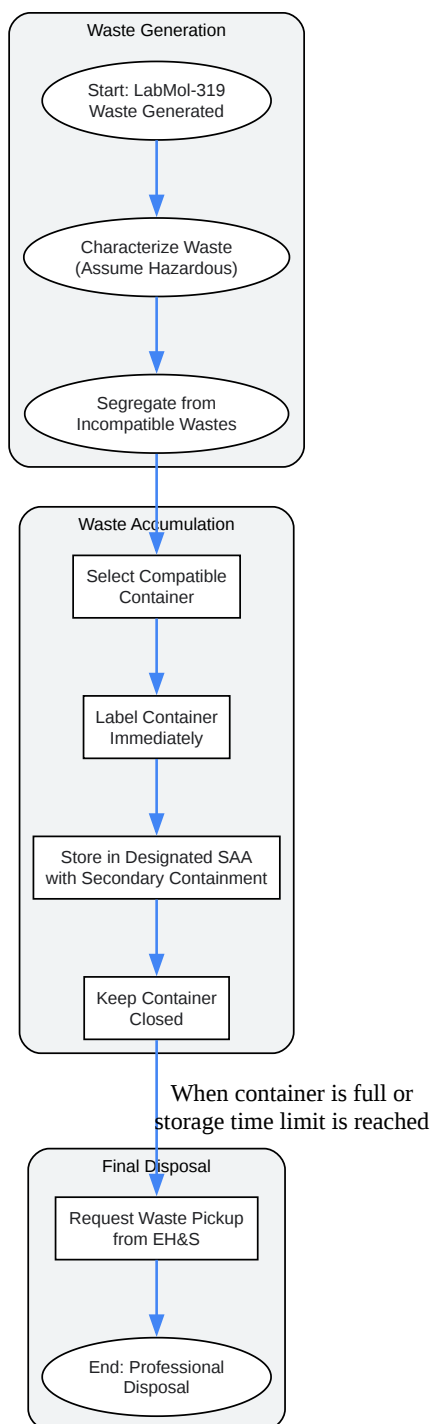 Waste Generation
Start: LabMol-319
Waste Generated
Characterize Waste
(Assume Hazardous)
Segregate from
Incompatible Wastes
Waste Accumulation
Select Compatible
Container
Label Container
Immediately
Store in Designated SAA
with Secondary Containment
Keep Container
Closed
When container is full or
storage time limit is reached
Final Disposal
Request Waste Pickup
from EH&S
End: Professional
Disposal